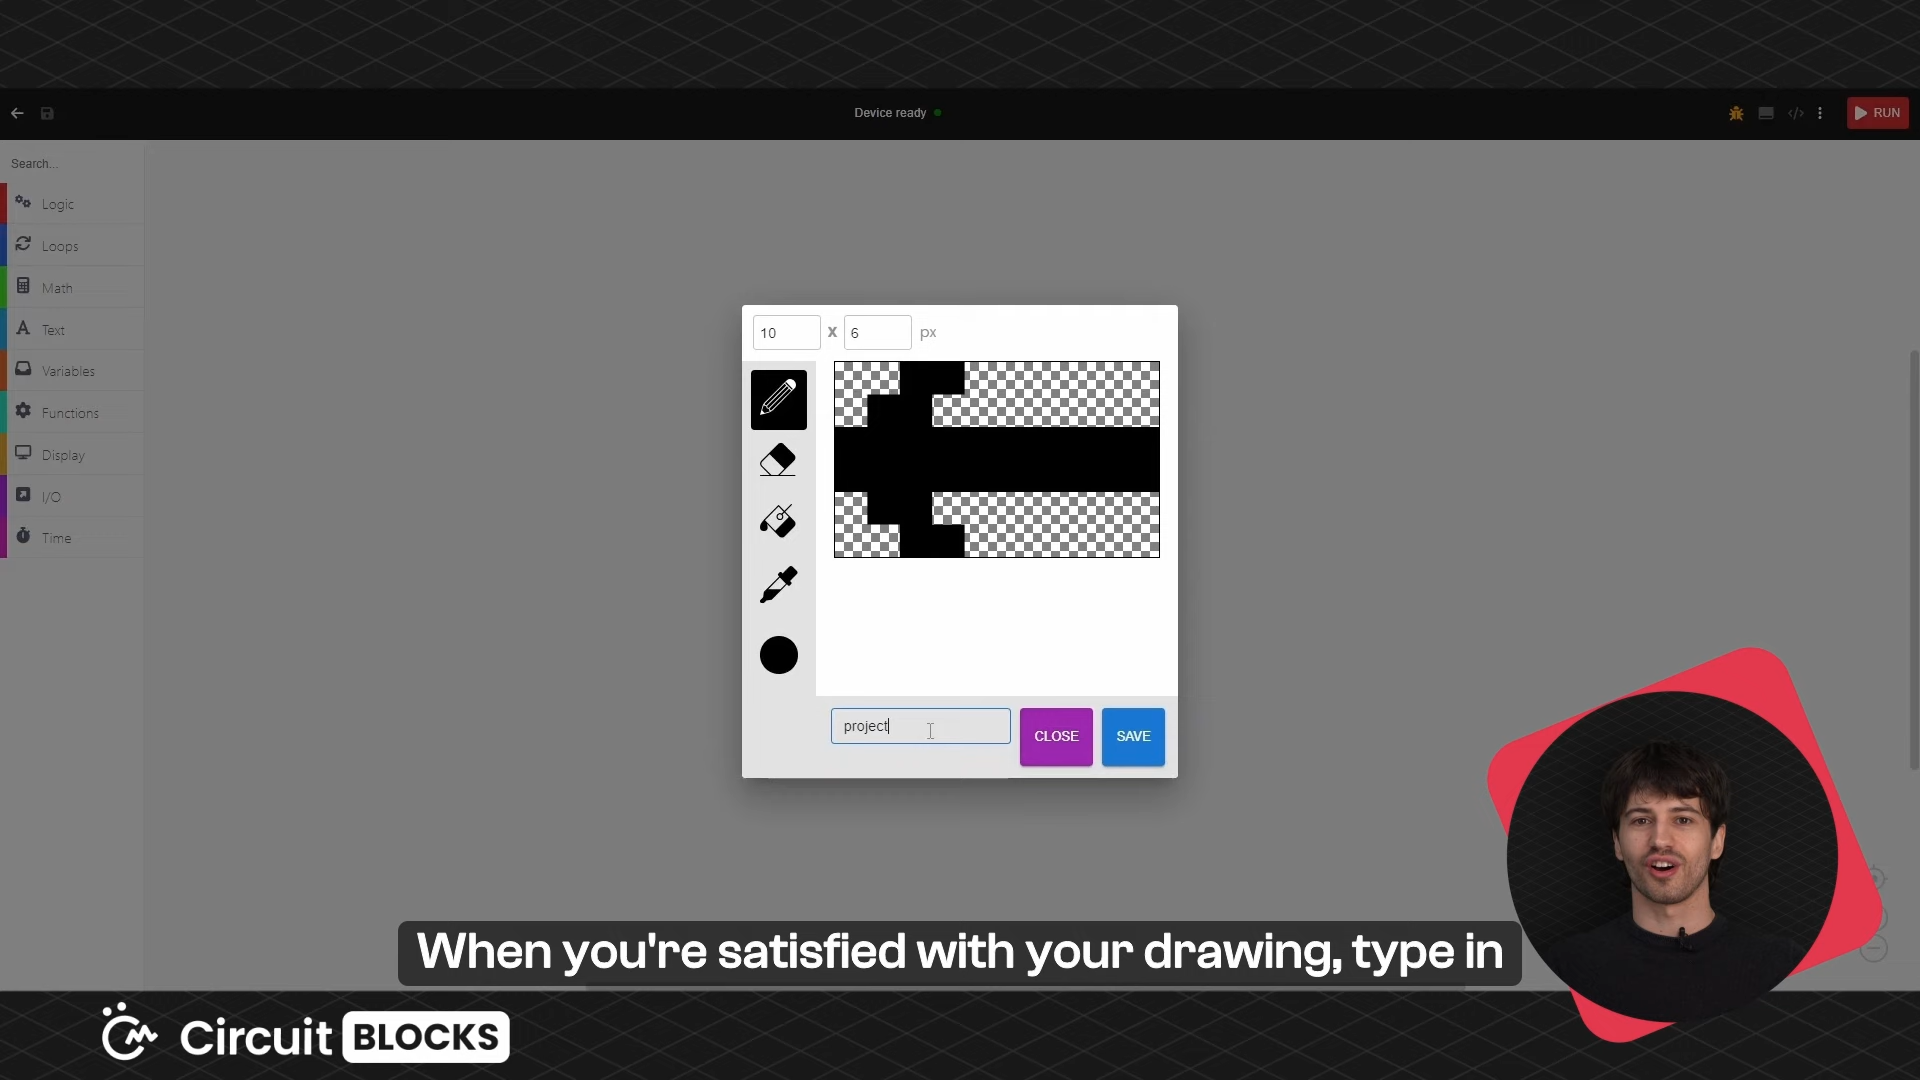 Device ready
RUN
Search...
Logic
Loops
Math
Text
Variables
Functions
Display
I/O
Time
10 X 6 px
project
CLOSE
SAVE
When you're satisfied with your drawing, type in
Circuit BLOCKS